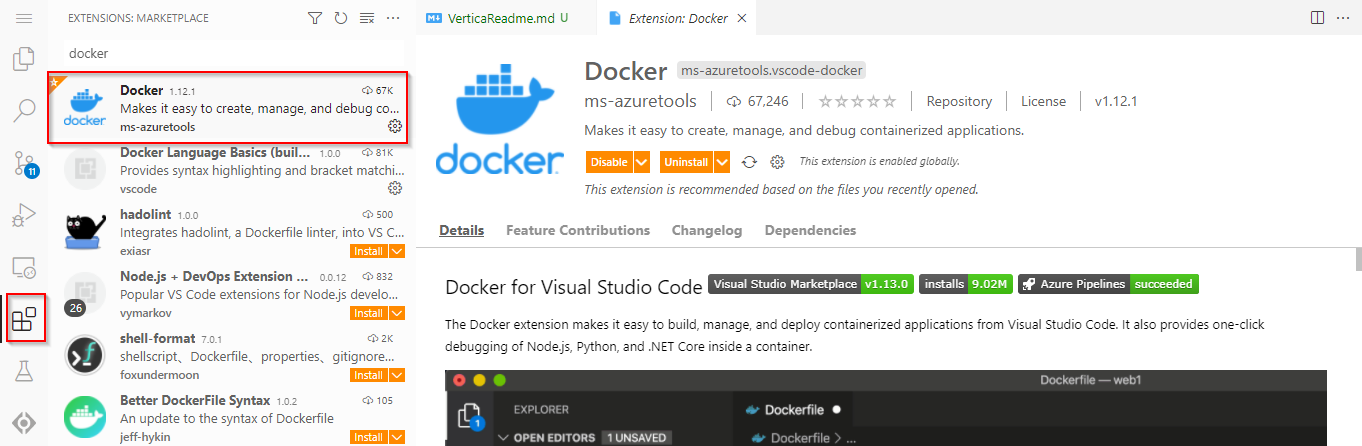 EXTENSIONS: MARKETPLACE
docker
Docker 1.12.1 67K
Makes it easy to create, manage, and debug co...
ms-azuretools
Docker Language Basics (buil... 1.0.0 81K
Provides syntax highlighting and bracket matchi...
vscode
hadolint 1.0.0 500
Integrates hadolint, a Dockerfile linter, into VS C...
exiasr Install
Node.js + DevOps Extension ... 0.0.12 832
Popular VS Code extensions for Node.js develo...
26
vymarkov Install
shell-format 7.0.1 2K
shellscript、Dockerfile、properties、gitignore...
foxundermoon Install
Better DockerFile Syntax 1.0.2 105
An update to the syntax of Dockerfile
jeff-hykin Install
11
docker
VerticaReadme.md U
Extension: Docker
docker
Docker ms-azuretools.vscode-docker
ms-azuretools 67,246 Repository License v1.12.1
Makes it easy to create, manage, and debug containerized applications.
Disable Uninstall This extension is enabled globally.
This extension is recommended based on the files you recently opened.
Details Feature Contributions Changelog Dependencies
Docker for Visual Studio Code Visual Studio Marketplace v1.13.0 installs 9.02M Azure Pipelines succeeded
The Docker extension makes it easy to build, manage, and deploy containerized applications from Visual Studio Code. It also provides one-click
debugging of Node.js, Python, and .NET Core inside a container.
Dockerfile — web1
1
EXPLORER
Dockerfile
OPEN EDITORS 1 UNSAVED
Dockerfile > ...